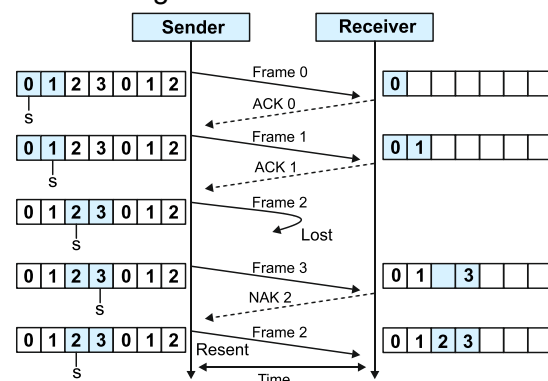 Sender Receiver
Frame 0
0 1 2 3 0 1 2 0
ACK 0
S
Frame 1
0 1 2 3 0 1 2 0 1
ACK 1
S
Frame 2
0 1 2 3 0 1 2
Lost
S
Frame 3
0 1 2 3 0 1 2 0 1 3
NAK 2
S
Frame 2
0 1 2 3 0 1 2 0 1 2 3
Resent
S
Time